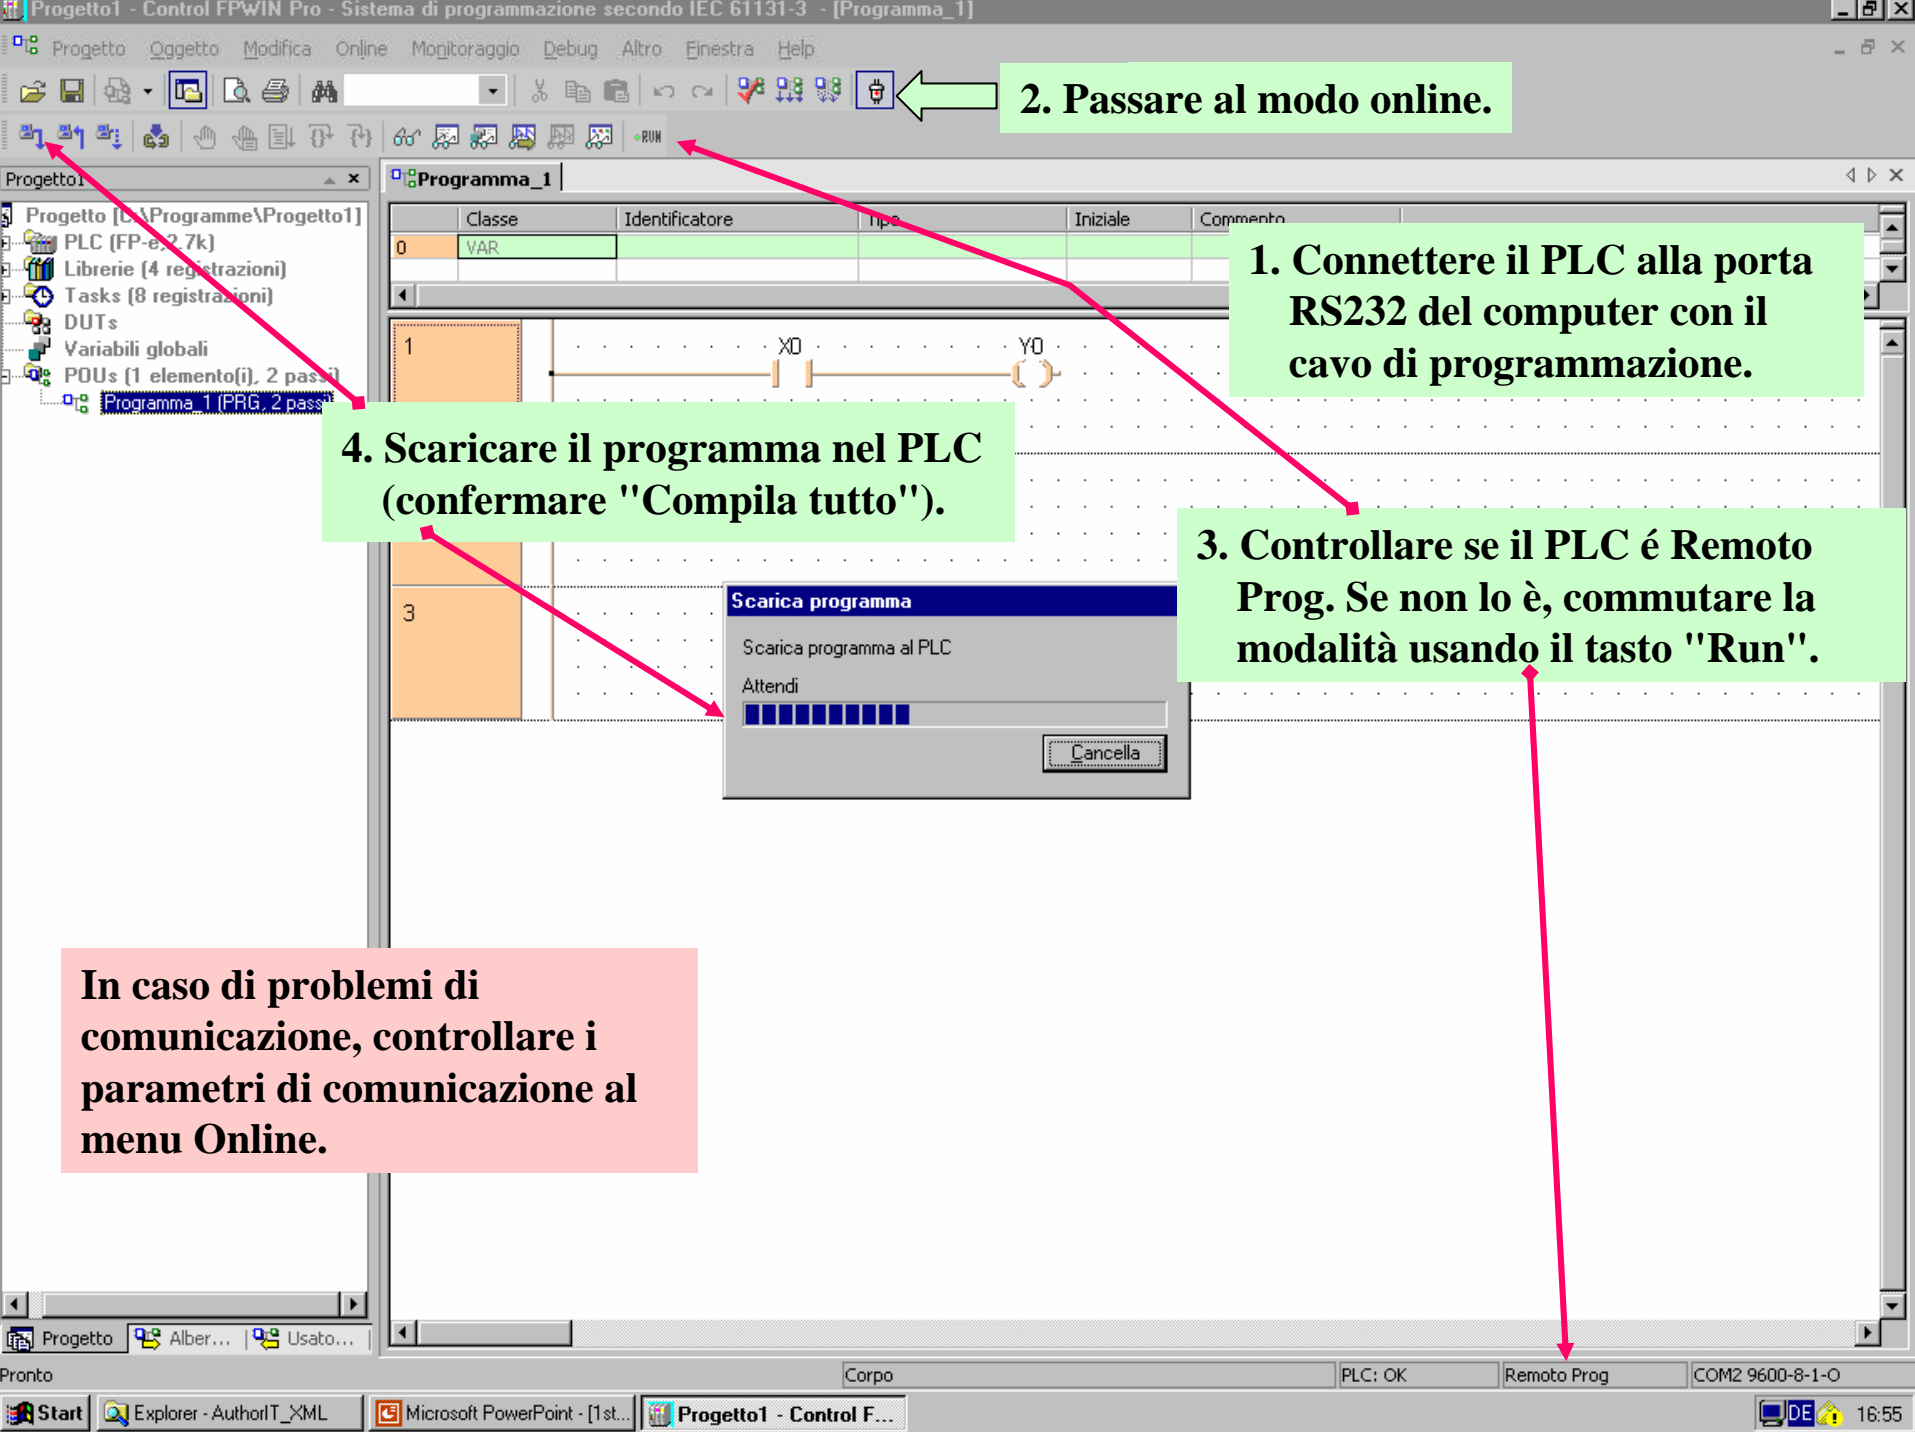 Progetto1 - Control FPWIN Pro - Sistema di programmazione secondo IEC 61131-3 - [Programma_1]
Progetto Oggetto Modifica Online Monitoraggio Debug Altro Finestra Help
2. Passare al modo online.
RUN
Progetto1
Programma_1
Progetto [C:\Programme\Progetto1]
PLC (FP-e, 2.7k)
Librerie (4 registrazioni)
Tasks (8 registrazioni)
DUTs
Variabili globali
POUs (1 elemento(i), 2 passi)
Programma_1 (PRG, 2 passi)
Classe Identificatore Tipo Iniziale Commento
0 VAR
1. Connettere il PLC alla porta
RS232 del computer con il
cavo di programmazione.
1
X0 Y0
4. Scaricare il programma nel PLC
(confermare "Compila tutto").
3. Controllare se il PLC é Remoto
Prog. Se non lo è, commutare la
modalità usando il tasto "Run".
3
Scarica programma
Scarica programma al PLC
Attendi
Cancella
In caso di problemi di
comunicazione, controllare i
parametri di comunicazione al
menu Online.
Progetto Alber... Usato...
Pronto Corpo PLC: OK Remoto Prog COM2 9600-8-1-O
Start Explorer - AuthorIT_XML Microsoft PowerPoint - [1st... Progetto1 - Control F... DE 16:55